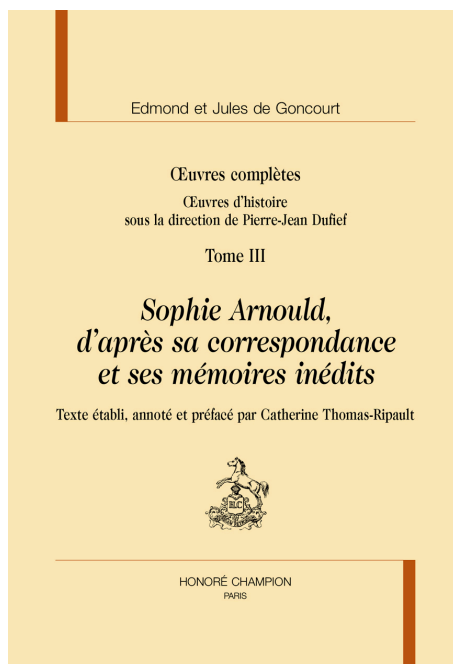 Edmond et Jules de Goncourt
Œuvres complètes
Œuvres d'histoire
sous la direction de Pierre-Jean Dufief
Tome III
Sophie Arnould,
d'après sa correspondance
et ses mémoires inédits
Texte établi, annoté et préfacé par Catherine Thomas-Ripault
HONORÉ CHAMPION
PARIS